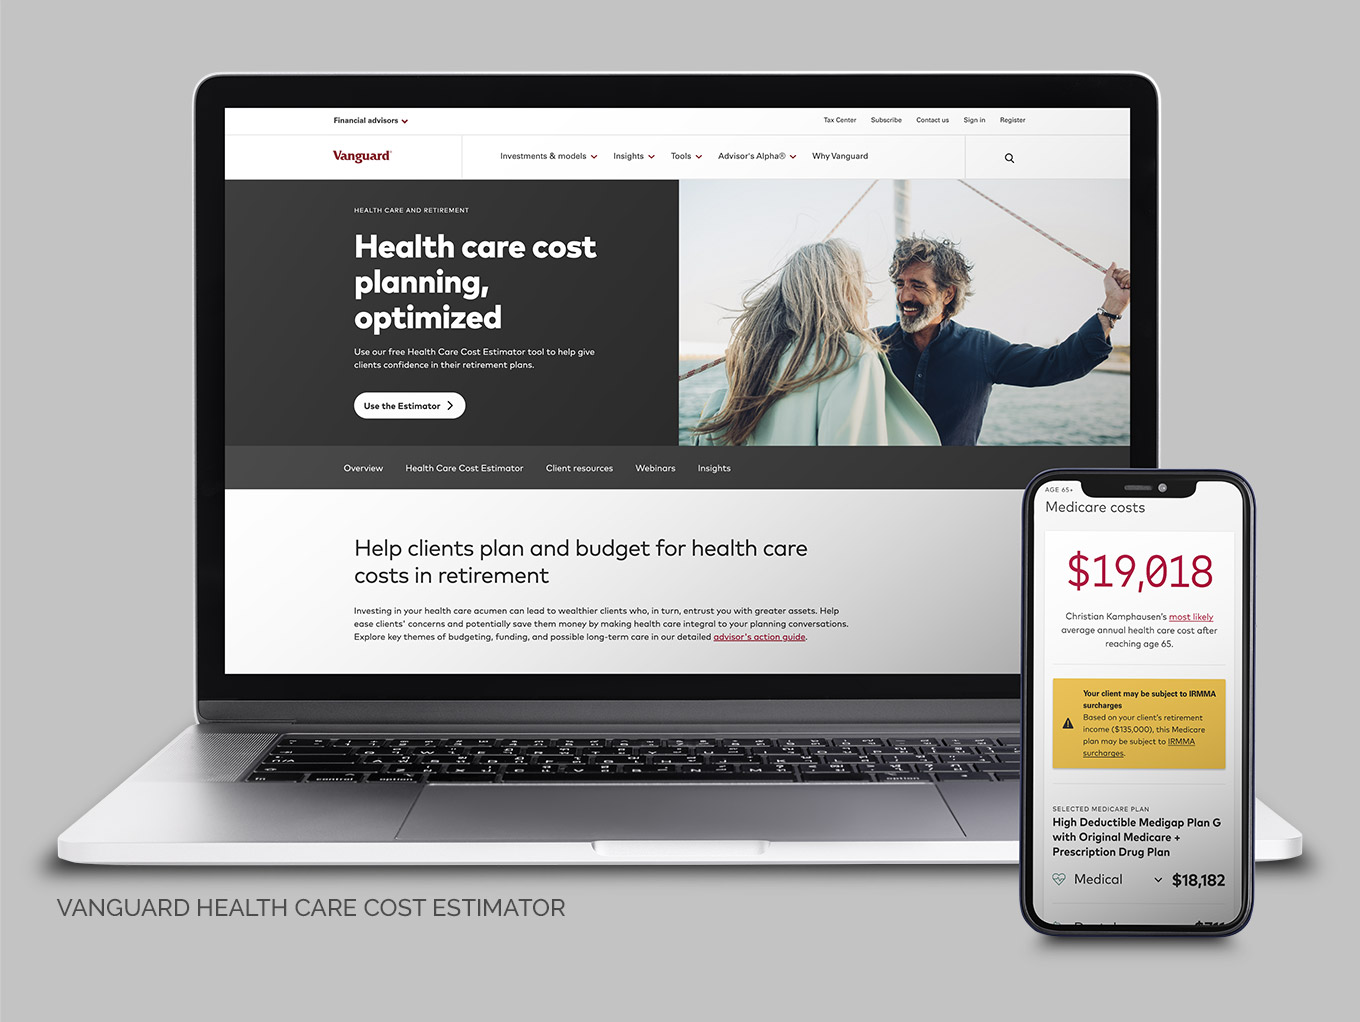 Financial advisors
Tax Center Subscribe Contact us Sign in Register
Vanguard
Investments & models Insights Tools Advisor's Alpha® Why Vanguard
HEALTH CARE AND RETIREMENT
Health care cost
planning,
optimized
Use our free Health Care Cost Estimator tool to help give
clients confidence in their retirement plans.
Use the Estimator
Overview Health Care Cost Estimator Client resources Webinars Insights
Help clients plan and budget for health care
costs in retirement
Investing in your health care acumen can lead to wealthier clients who, in turn, entrust you with greater assets. Help
ease clients' concerns and potentially save them money by making health care integral to your planning conversations.
Explore key themes of budgeting, funding, and possible long-term care in our detailed advisor's action guide.
AGE 65+
Medicare costs
$19,018
Christian Kamphausen's most likely
average annual health care cost after
reaching age 65.
Your client may be subject to IRMMA
surcharges
Based on your client's retirement
income ($135,000), this Medicare
plan may be subject to IRMMA
surcharges.
SELECTED MEDICARE PLAN
High Deductible Medigap Plan G
with Original Medicare +
Prescription Drug Plan
Medical $18,182
VANGUARD HEALTH CARE COST ESTIMATOR